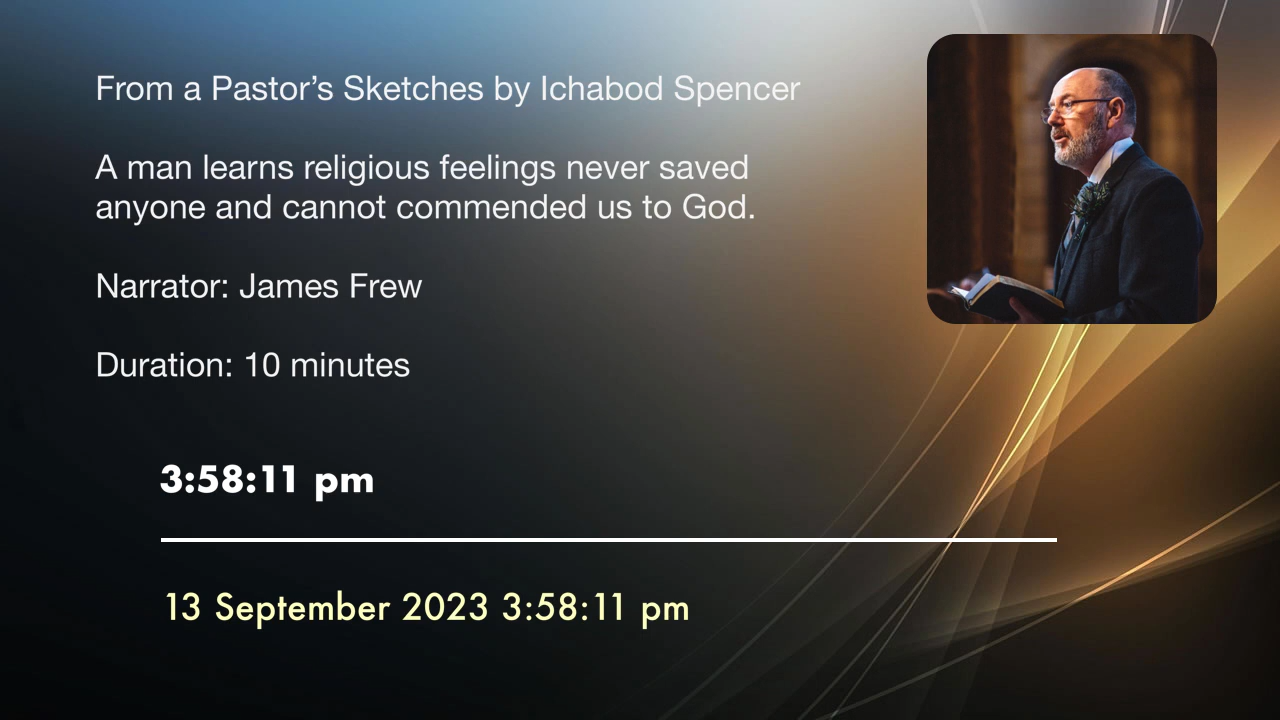 From a Pastor’s Sketches by Ichabod Spencer
A man learns religious feelings never saved
anyone and cannot commended us to God.
Narrator: James Frew
Duration: 10 minutes
3:58:11 pm
13 September 2023 3:58:11 pm